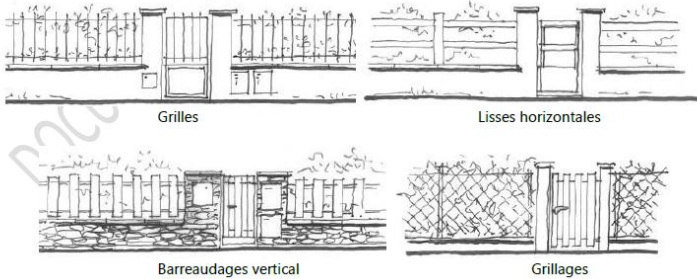 Grilles
Lisses horizontales
Barreaudages vertical
Grillages